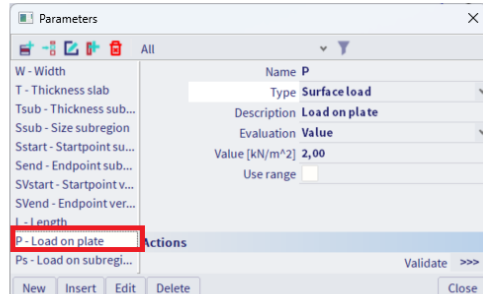 Parameters
All
W - Width
T - Thickness slab
Tsub - Thickness sub...
Ssub - Size subregion
Sstart - Startpoint su...
Send - Endpoint sub...
SVstart - Startpoint v...
SVend - Endpoint ver...
L - Length
P - Load on plate
Ps - Load on subregi...
Name P
Type Surface load
Description Load on plate
Evaluation Value
Value [kN/m^2] 2,00
Use range
Actions
Validate >>>
New Insert Edit Delete Close